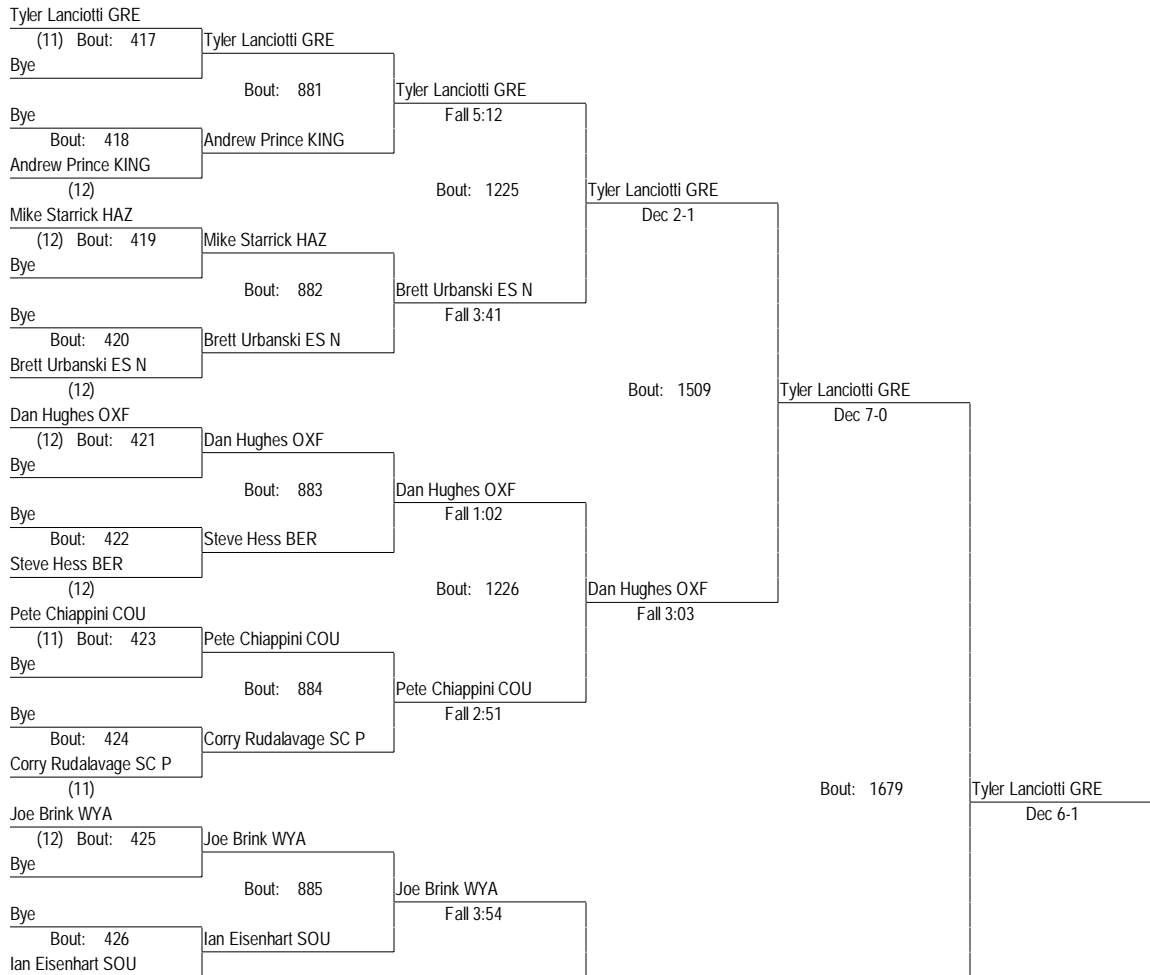 Tyler Lanciotti GRE
(11) Bout: 417 Tyler Lanciotti GRE
Bye
Bout: 881 Tyler Lanciotti GRE
Bye Fall 5:12
Bout: 418 Andrew Prince KING
Andrew Prince KING
(12) Bout: 1225 Tyler Lanciotti GRE
Mike Starrick HAZ Dec 2-1
(12) Bout: 419 Mike Starrick HAZ
Bye
Bout: 882 Brett Urbanski ES N
Bye Fall 3:41
Bout: 420 Brett Urbanski ES N
Brett Urbanski ES N
(12) Bout: 1509 Tyler Lanciotti GRE
Dan Hughes OXF Dec 7-0
(12) Bout: 421 Dan Hughes OXF
Bye
Bout: 883 Dan Hughes OXF
Bye Fall 1:02
Bout: 422 Steve Hess BER
Steve Hess BER
(12) Bout: 1226 Dan Hughes OXF
Pete Chiappini COU Fall 3:03
(11) Bout: 423 Pete Chiappini COU
Bye
Bout: 884 Pete Chiappini COU
Bye Fall 2:51
Bout: 424 Corry Rudalavage SC P
Corry Rudalavage SC P
(11) Bout: 1679 Tyler Lanciotti GRE
Joe Brink WYA Dec 6-1
(12) Bout: 425 Joe Brink WYA
Bye
Bout: 885 Joe Brink WYA
Bye Fall 3:54
Bout: 426 Ian Eisenhart SOU
Ian Eisenhart SOU